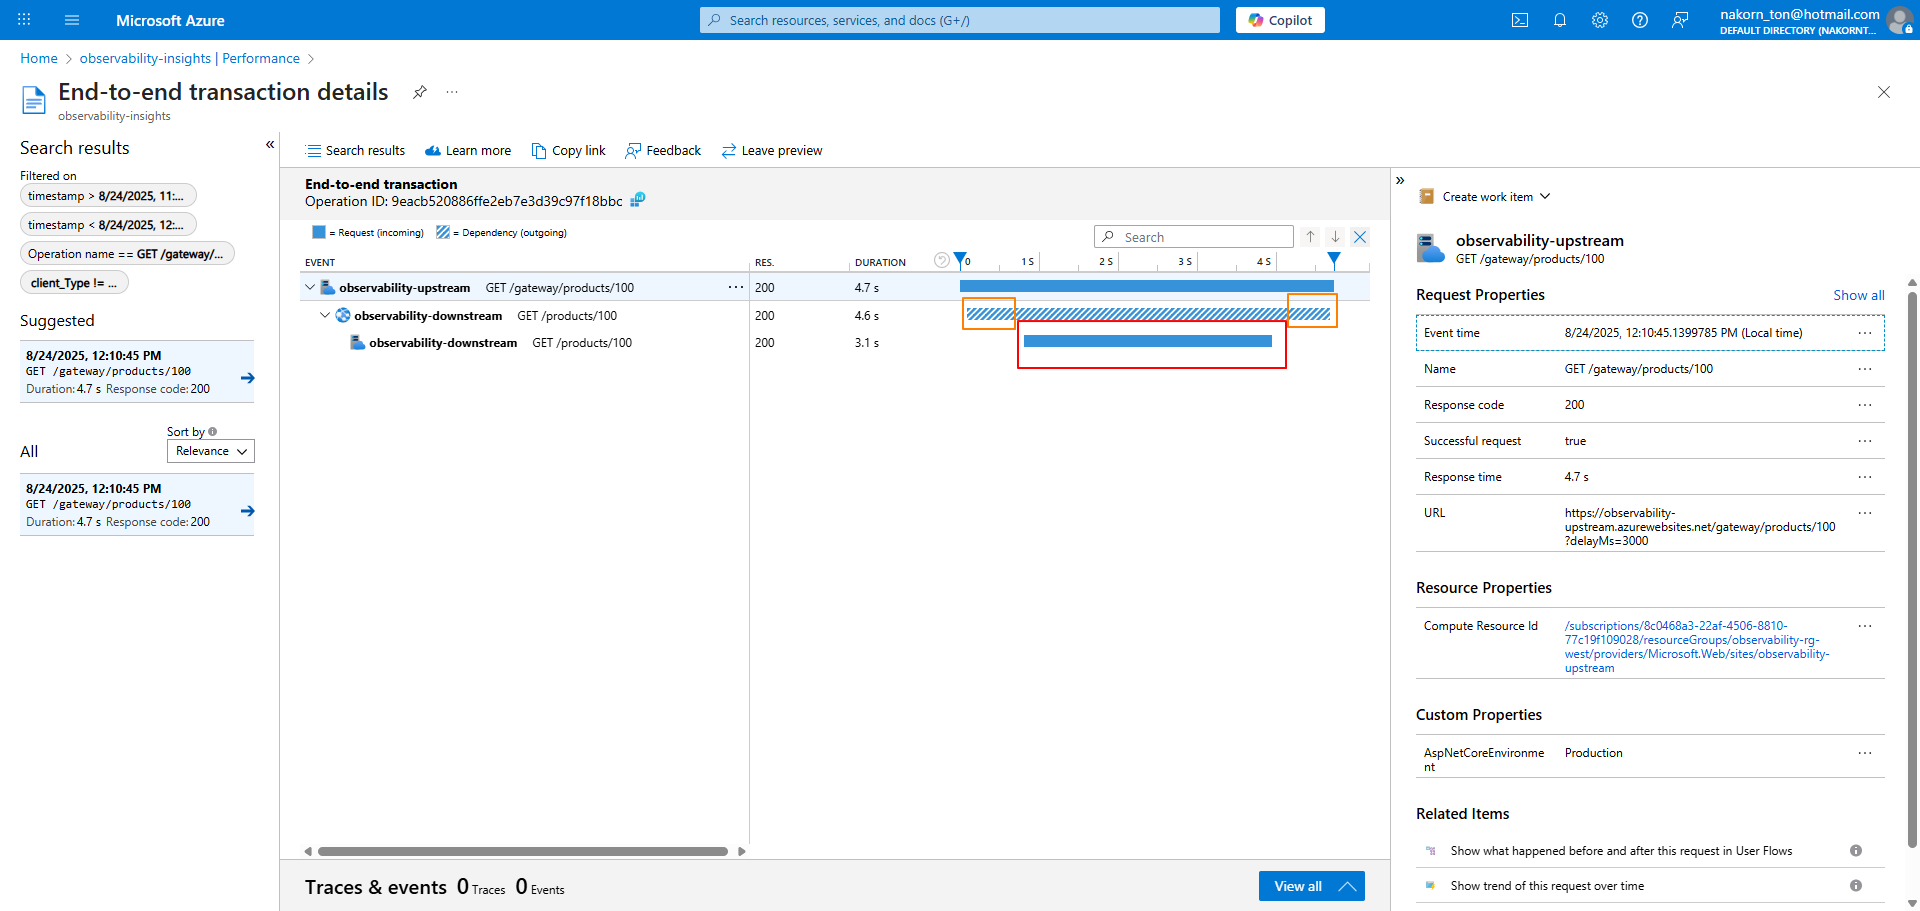 Microsoft Azure
Search resources, services, and docs (G+/)
Copilot
nakorn_ton@hotmail.com
DEFAULT DIRECTORY (NAKORNT...
Home
observability-insights | Performance
End-to-end transaction details
...
observability-insights
Search results
«
Filtered on
timestamp > 8/24/2025, 11:...
timestamp < 8/24/2025, 12:...
Operation name == GET /gateway/...
client_Type != ...
Suggested
8/24/2025, 12:10:45 PM
GET /gateway/products/100
Duration: 4.7 s Response code: 200
All
Sort by
Relevance
8/24/2025, 12:10:45 PM
GET /gateway/products/100
Duration: 4.7 s Response code: 200
Search results
Learn more
Copy link
Feedback
Leave preview
End-to-end transaction
Operation ID: 9eacb520886ffe2eb7e3d39c97f18bbc
= Request (incoming)
= Dependency (outgoing)
Search
EVENT
RES.
DURATION
0
1 S
2 S
3 S
4 S
observability-upstream GET /gateway/products/100 ... 200 4.7 s
observability-downstream GET /products/100 200 4.6 s
observability-downstream GET /products/100 200 3.1 s
Traces & events 0 Traces 0 Events
View all
»
Create work item
observability-upstream
GET /gateway/products/100
Request Properties
Show all
Event time 8/24/2025, 12:10:45.1399785 PM (Local time) ...
Name GET /gateway/products/100 ...
Response code 200 ...
Successful request true ...
Response time 4.7 s ...
URL https://observability-
upstream.azurewebsites.net/gateway/products/100
?delayMs=3000
...
Resource Properties
Compute Resource Id /subscriptions/8c0468a3-22af-4506-8810-
77c19f109028/resourceGroups/observability-rg-
west/providers/Microsoft.Web/sites/observability-
upstream
...
Custom Properties
AspNetCoreEnvironme
nt
Production ...
Related Items
Show what happened before and after this request in User Flows
Show trend of this request over time